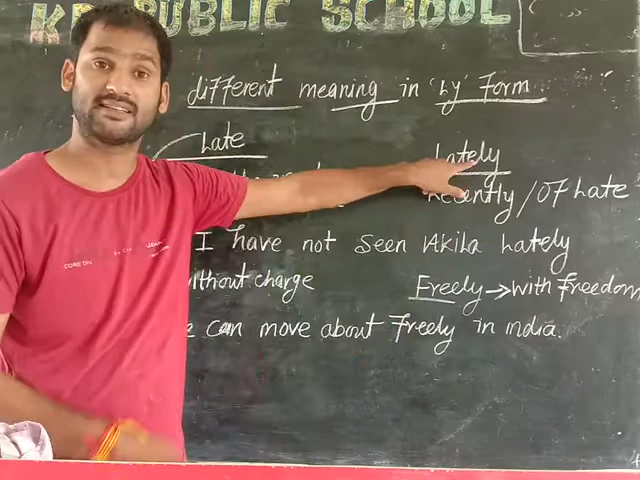 PUBLIC SCHOOL
different meaning in 'Ly' Form
Late Lately
Recently / Of Late
I have not seen Akila Lately
without charge Freely → with freedom
can move about Freely in india.